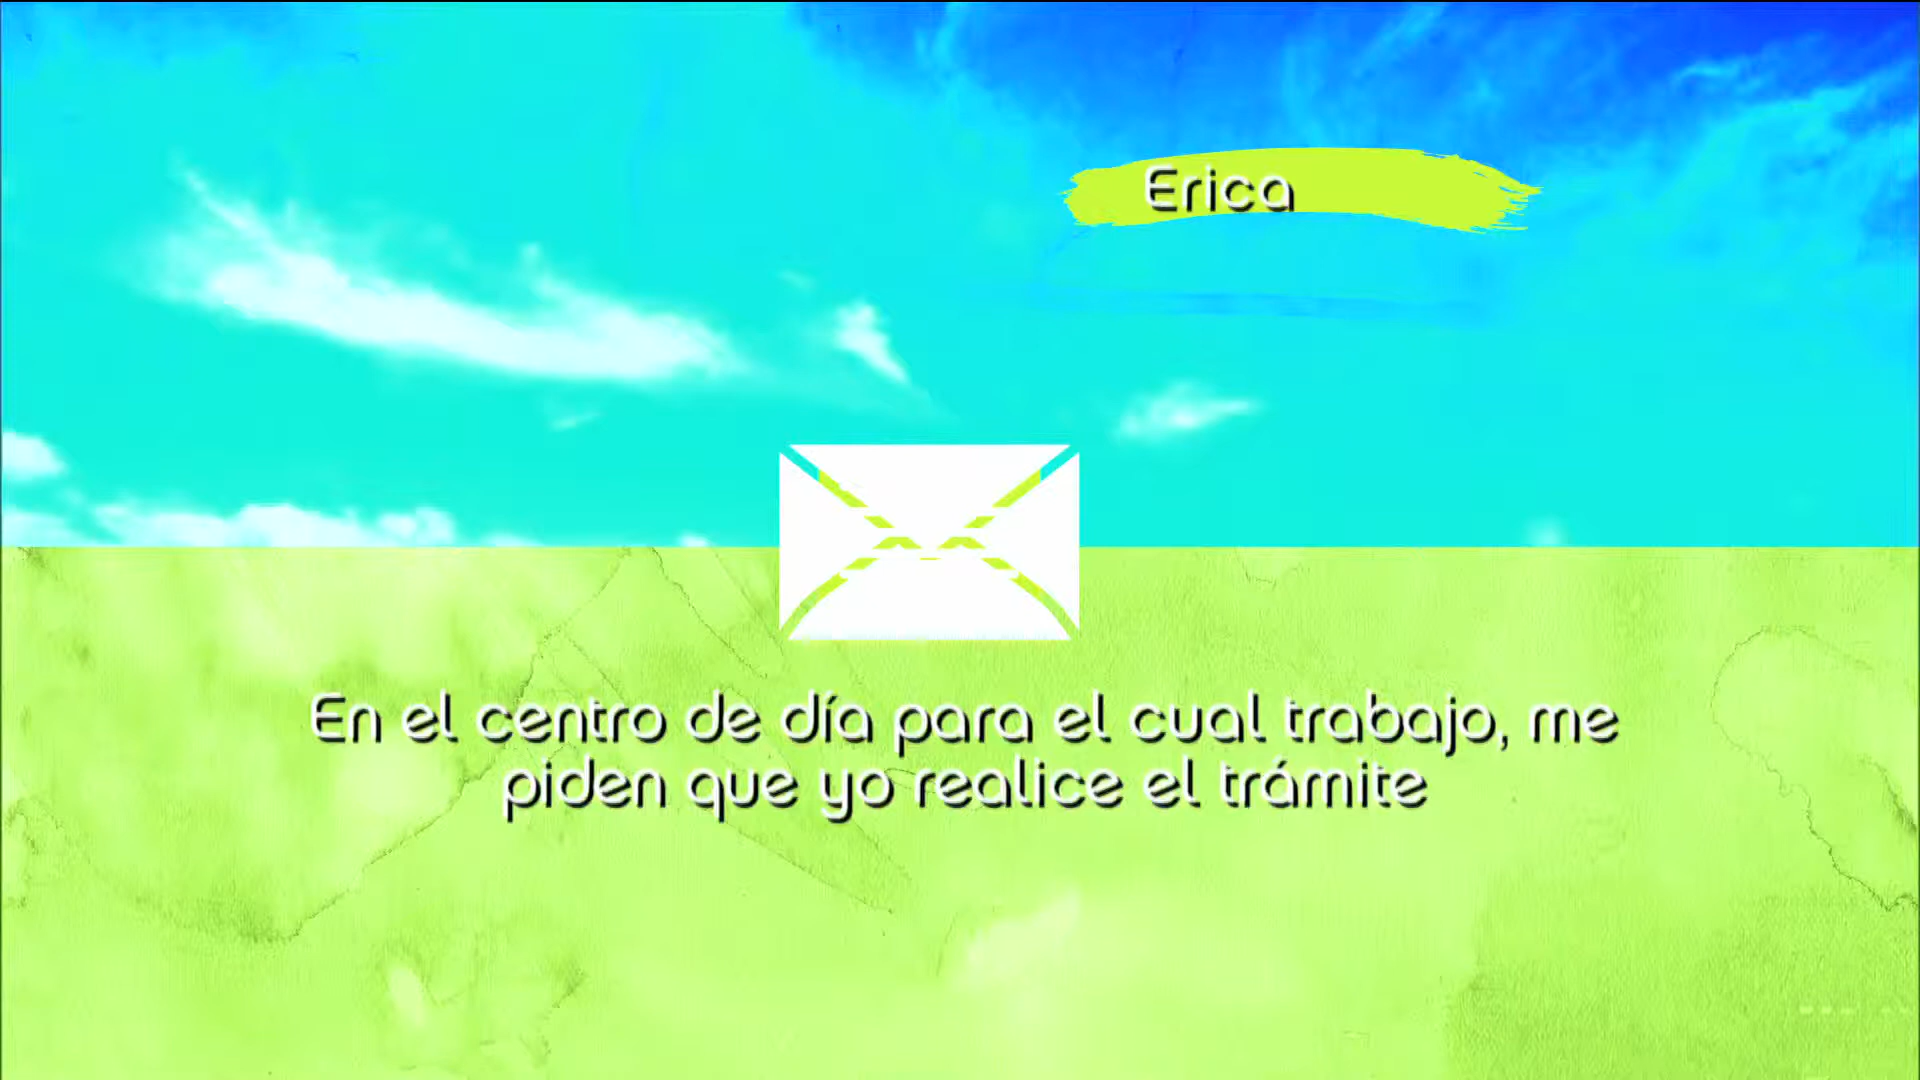 Erica
En el centro de día para el cual trabajo, me
piden que yo realice el trámite